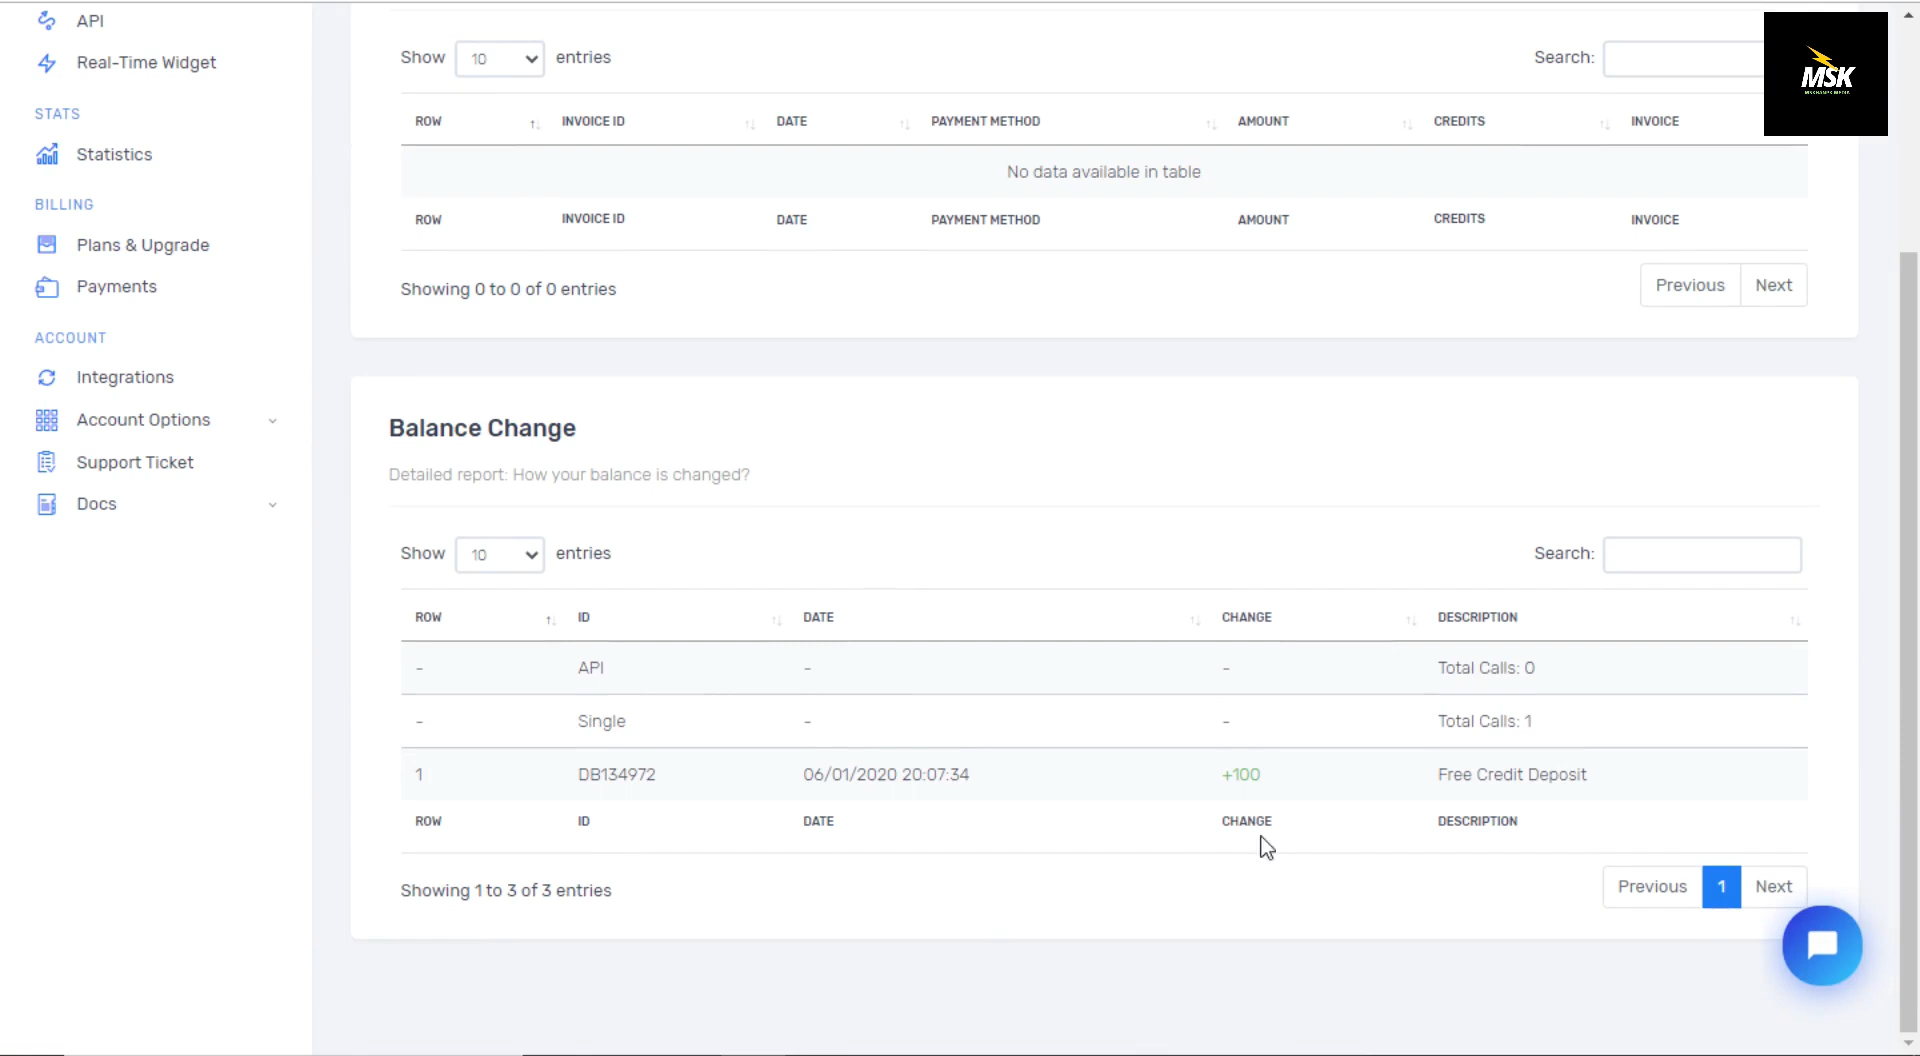 API
Real-Time Widget
STATS
Statistics
BILLING
Plans & Upgrade
Payments
ACCOUNT
Integrations
Account Options
Support Ticket
Docs
Show 10 entries Search:
ROW INVOICE ID DATE PAYMENT METHOD AMOUNT CREDITS INVOICE
No data available in table
ROW INVOICE ID DATE PAYMENT METHOD AMOUNT CREDITS INVOICE
Showing 0 to 0 of 0 entries Previous Next
Balance Change
Detailed report: How your balance is changed?
Show 10 entries Search:
ROW ID DATE CHANGE DESCRIPTION
- API - - Total Calls: 0
- Single - - Total Calls: 1
1 DB134972 06/01/2020 20:07:34 +100 Free Credit Deposit
ROW ID DATE CHANGE DESCRIPTION
Showing 1 to 3 of 3 entries Previous 1 Next
MSK